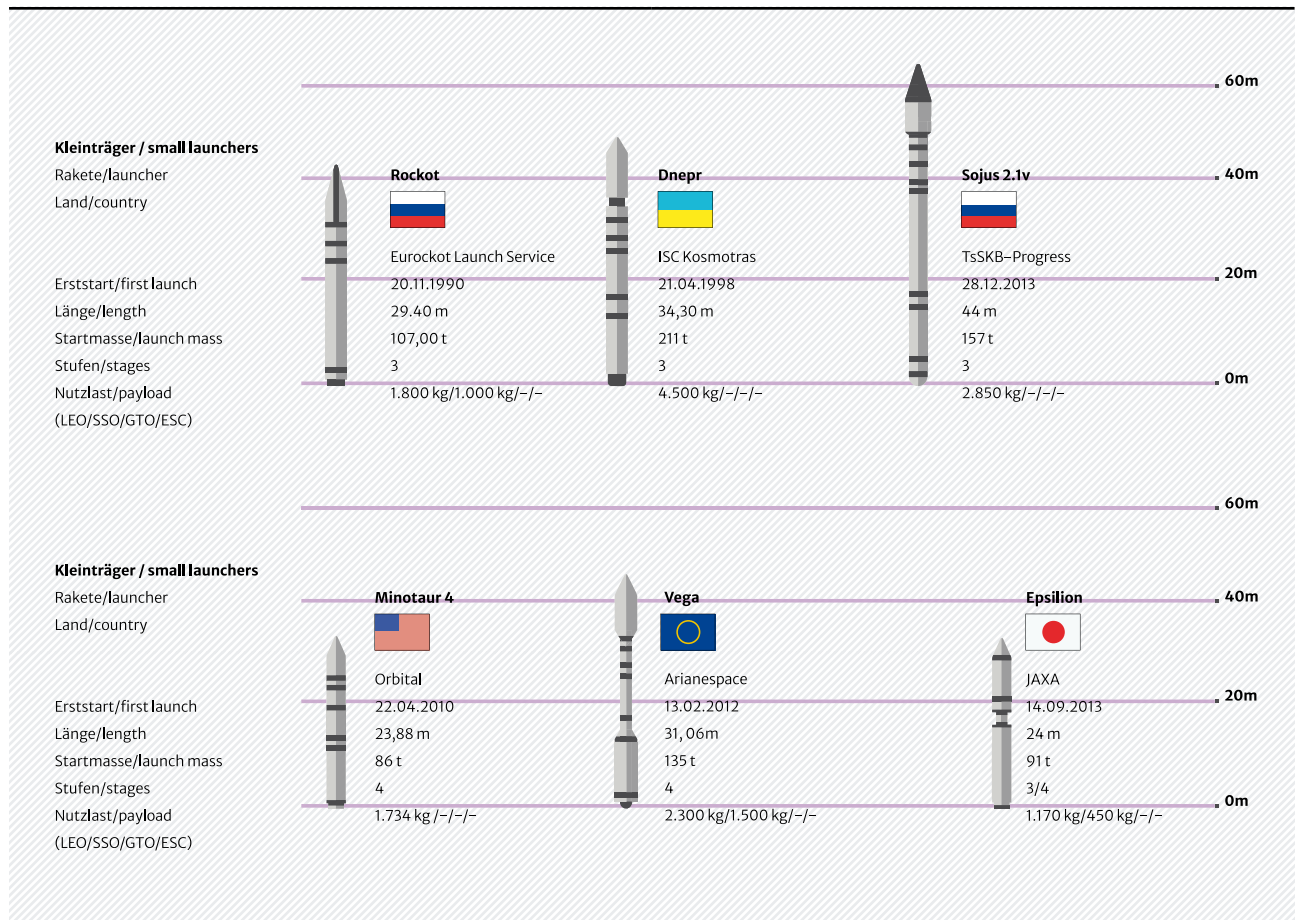 60m
Kleinträger / small launchers
Rakete/launcher Rockot Dnepr Sojus 2.1v 40m
Land/country
Eurockot Launch Service ISC Kosmotras TsSKB–Progress
20m
Erststart/first launch 20.11.1990 21.04.1998 28.12.2013
Länge/length 29.40 m 34,30 m 44 m
Startmasse/launch mass 107,00 t 211 t 157 t
Stufen/stages 3 3 3
0m
Nutzlast/payload 1.800 kg/1.000 kg/–/– 4.500 kg/–/–/– 2.850 kg/–/–/–
(LEO/SSO/GTO/ESC)
60m
Kleinträger / small launchers
Rakete/launcher Minotaur 4 Vega Epsilion 40m
Land/country
Orbital Arianespace JAXA
20m
Erststart/first launch 22.04.2010 13.02.2012 14.09.2013
Länge/length 23,88 m 31, 06m 24 m
Startmasse/launch mass 86 t 135 t 91 t
Stufen/stages 4 4 3/4
0m
Nutzlast/payload 1.734 kg /–/–/– 2.300 kg/1.500 kg/–/– 1.170 kg/450 kg/–/–
(LEO/SSO/GTO/ESC)